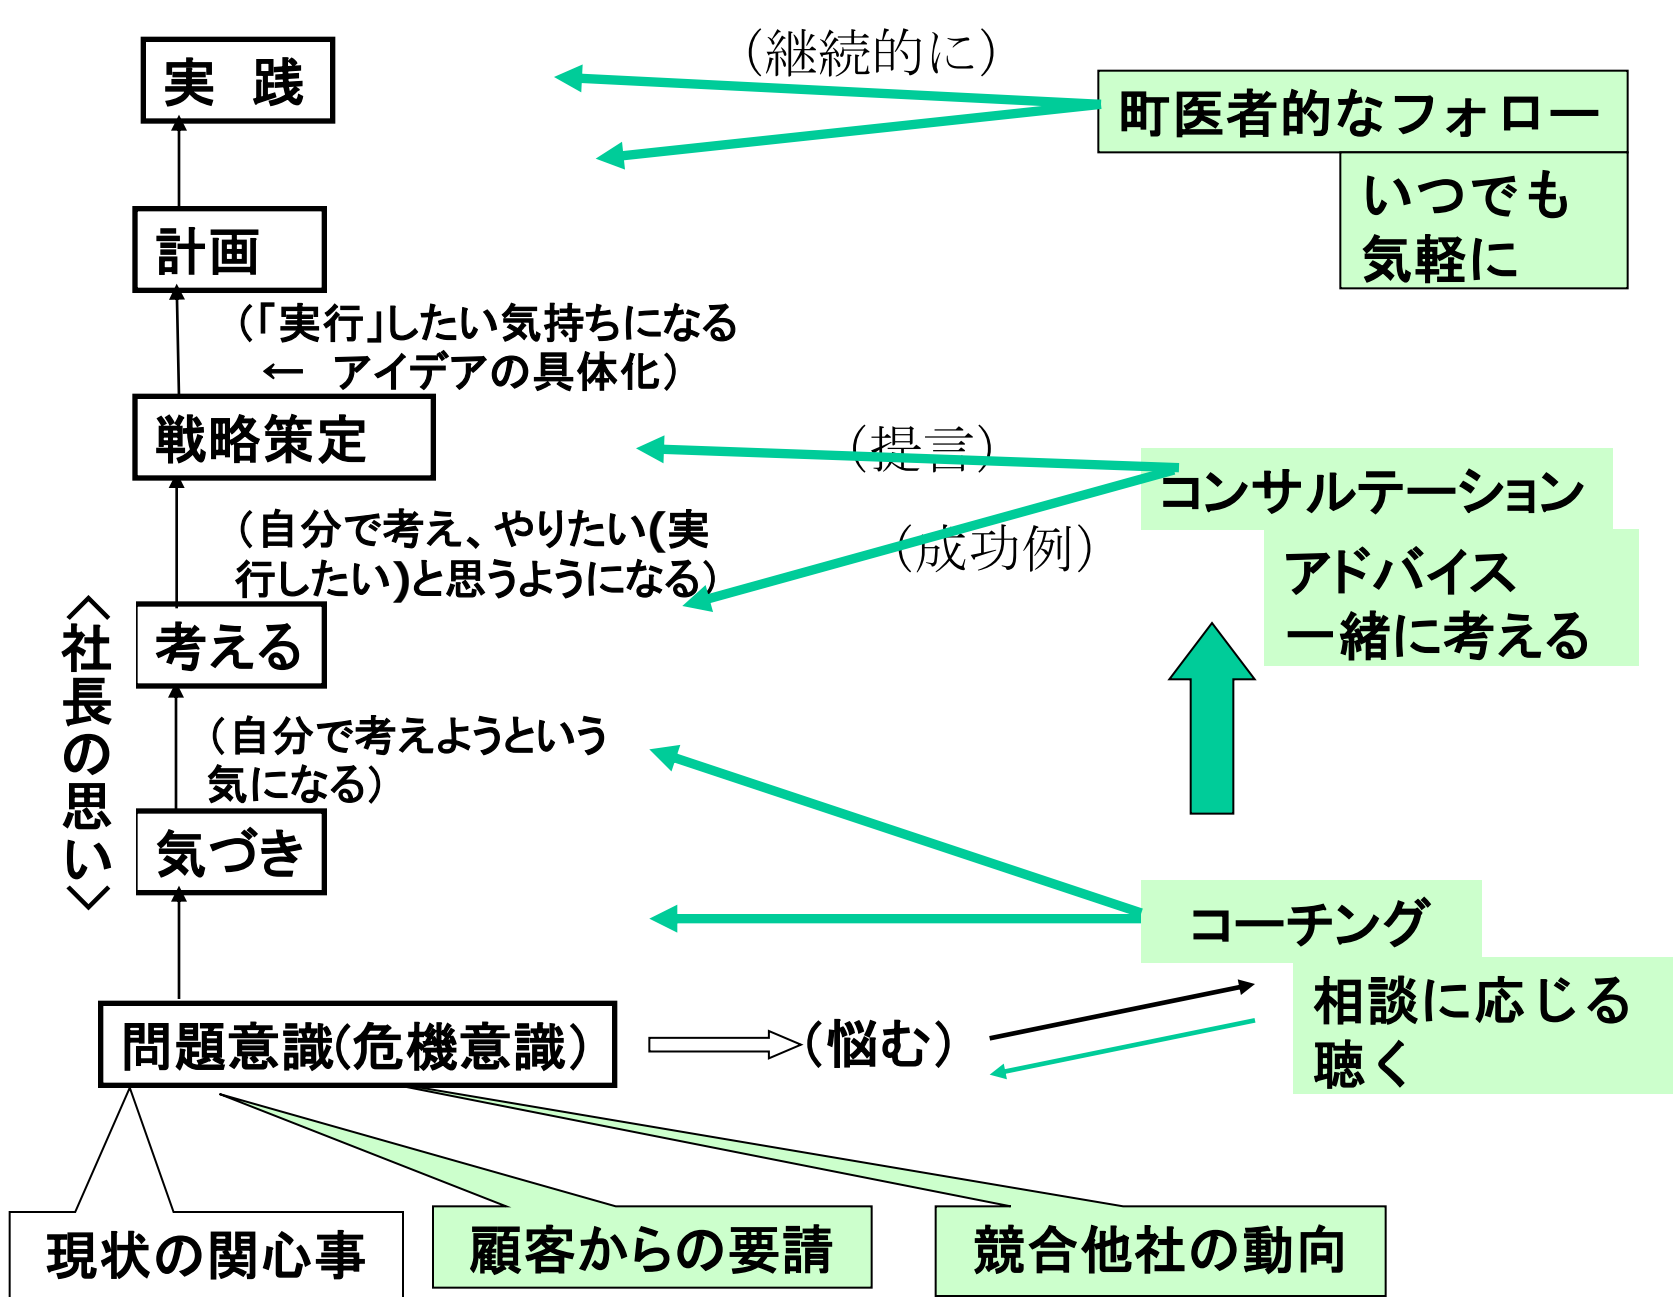 （継続的に）
実　践
町医者的なフォロー
いつでも
気軽に
計画
（「実行」したい気持ちになる
←　アイデアの具体化）
戦略策定
（提言）
コンサルテーション
（自分で考え、やりたい(実
行したい)と思うようになる）
（成功例）
アドバイス
一緒に考える
〈社長の思い〉
考える
（自分で考えようという
気になる）
気づき
コーチング
相談に応じる
聴く
問題意識(危機意識）
（悩む）
現状の関心事
顧客からの要請
競合他社の動向